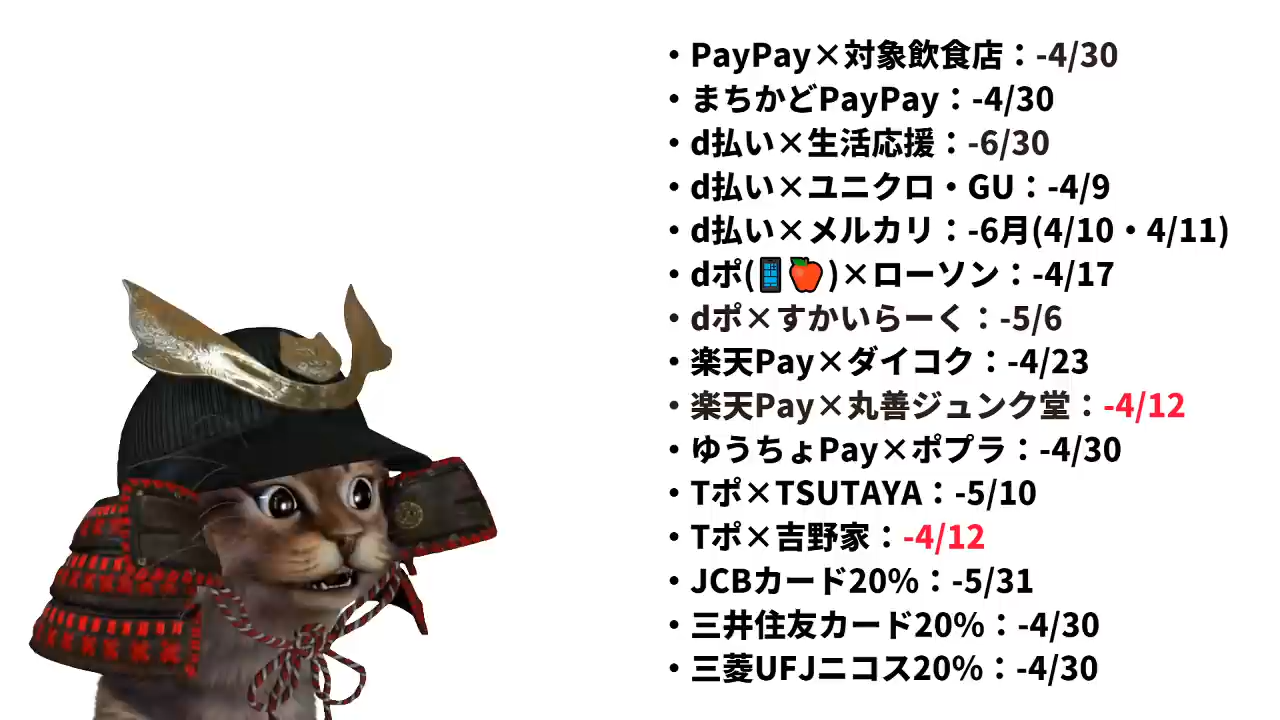 ・PayPay×対象飲食店：-4/30
・まちかどPayPay：-4/30
・d払い×生活応援：-6/30
・d払い×ユニクロ・GU：-4/9
・d払い×メルカリ：-6月(4/10・4/11)
・dポ(📱🍎)×ローソン：-4/17
・dポ×すかいらーく：-5/6
・楽天Pay×ダイコク：-4/23
・楽天Pay×丸善ジュンク堂：-4/12
・ゆうちょPay×ポプラ：-4/30
・Tポ×TSUTAYA：-5/10
・Tポ×吉野家：-4/12
・JCBカード20%：-5/31
・三井住友カード20%：-4/30
・三菱UFJニコス20%：-4/30